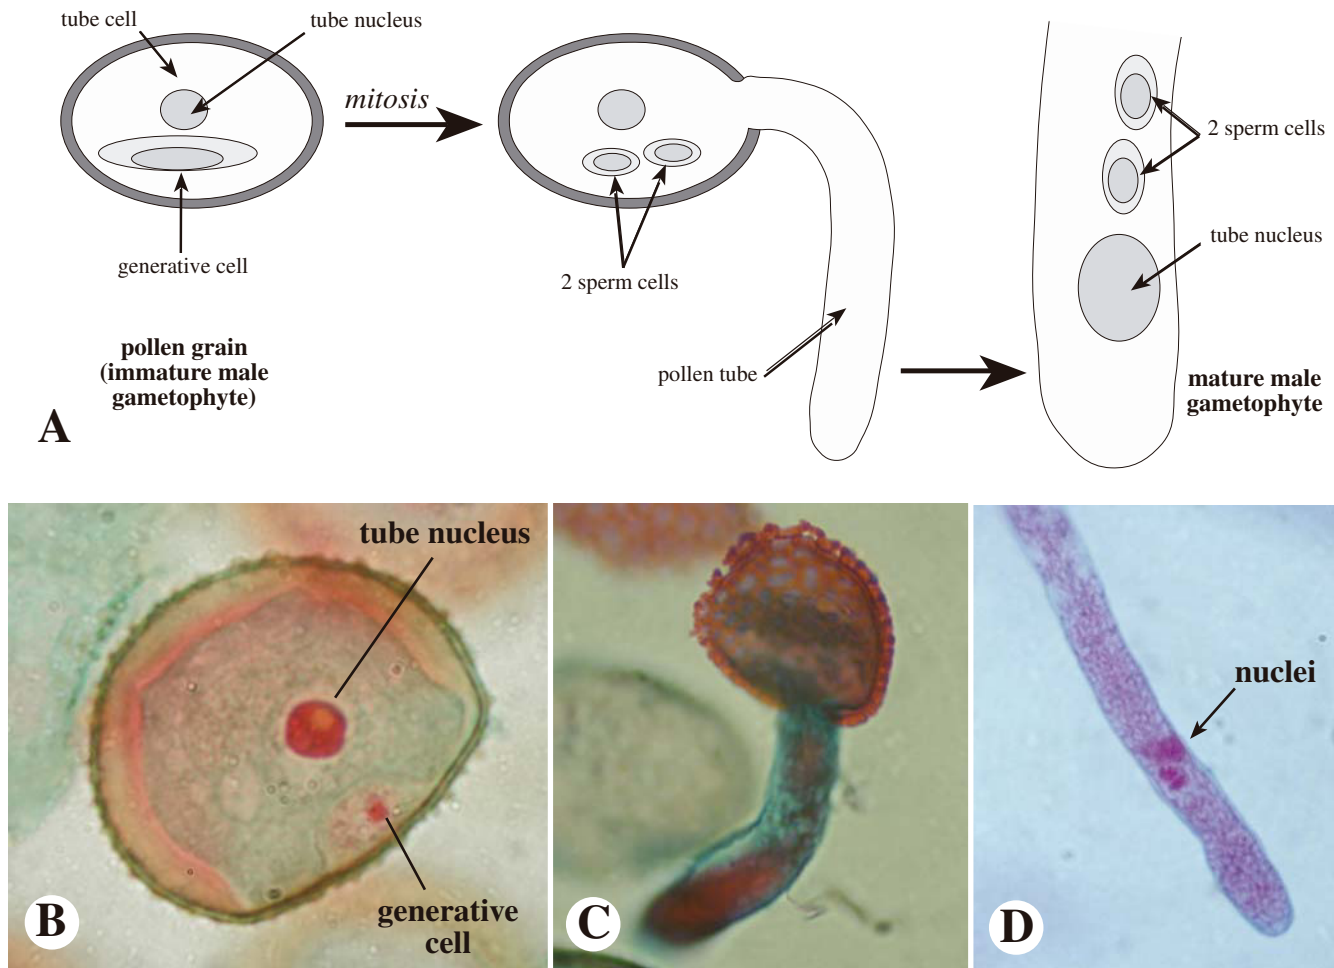 tube cell
tube nucleus
mitosis
generative cell
2 sperm cells
pollen tube
2 sperm cells
tube nucleus
pollen grain
(immature male
gametophyte)
mature male
gametophyte
A
tube nucleus
generative
cell
B
C
nuclei
D